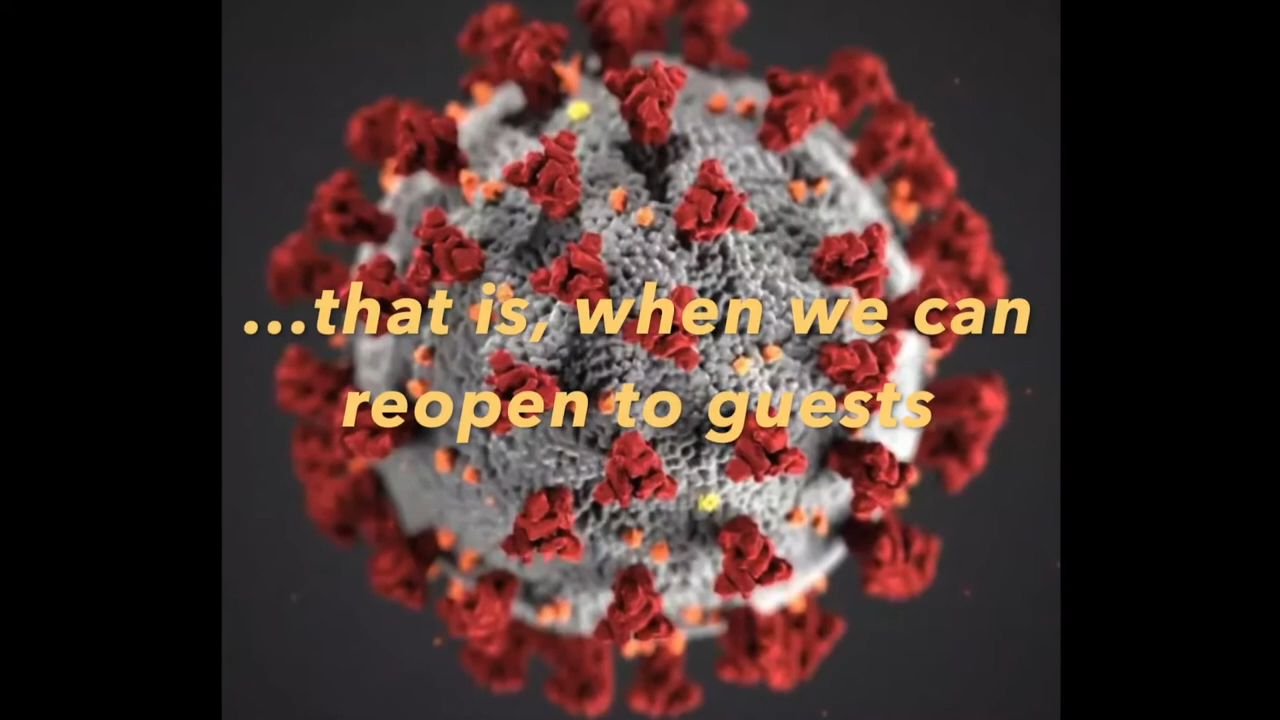 ...that is, when we can
reopen to guests